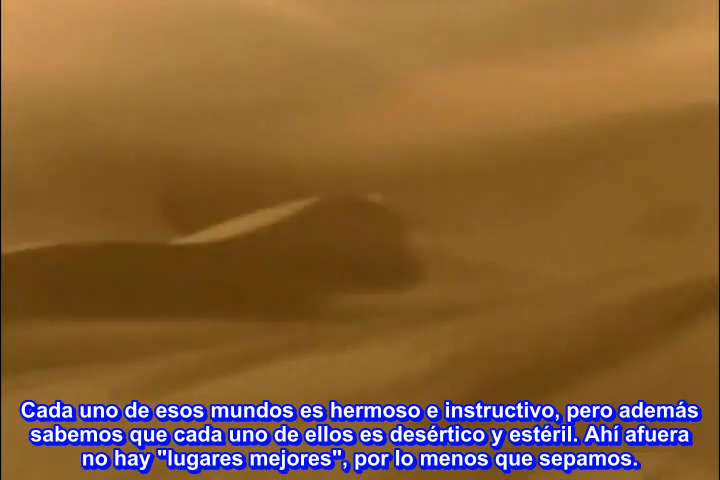 Cada uno de esos mundos es hermoso e instructivo, pero además
sabemos que cada uno de ellos es desértico y estéril. Ahí afuera
no hay "lugares mejores", por lo menos que sepamos.